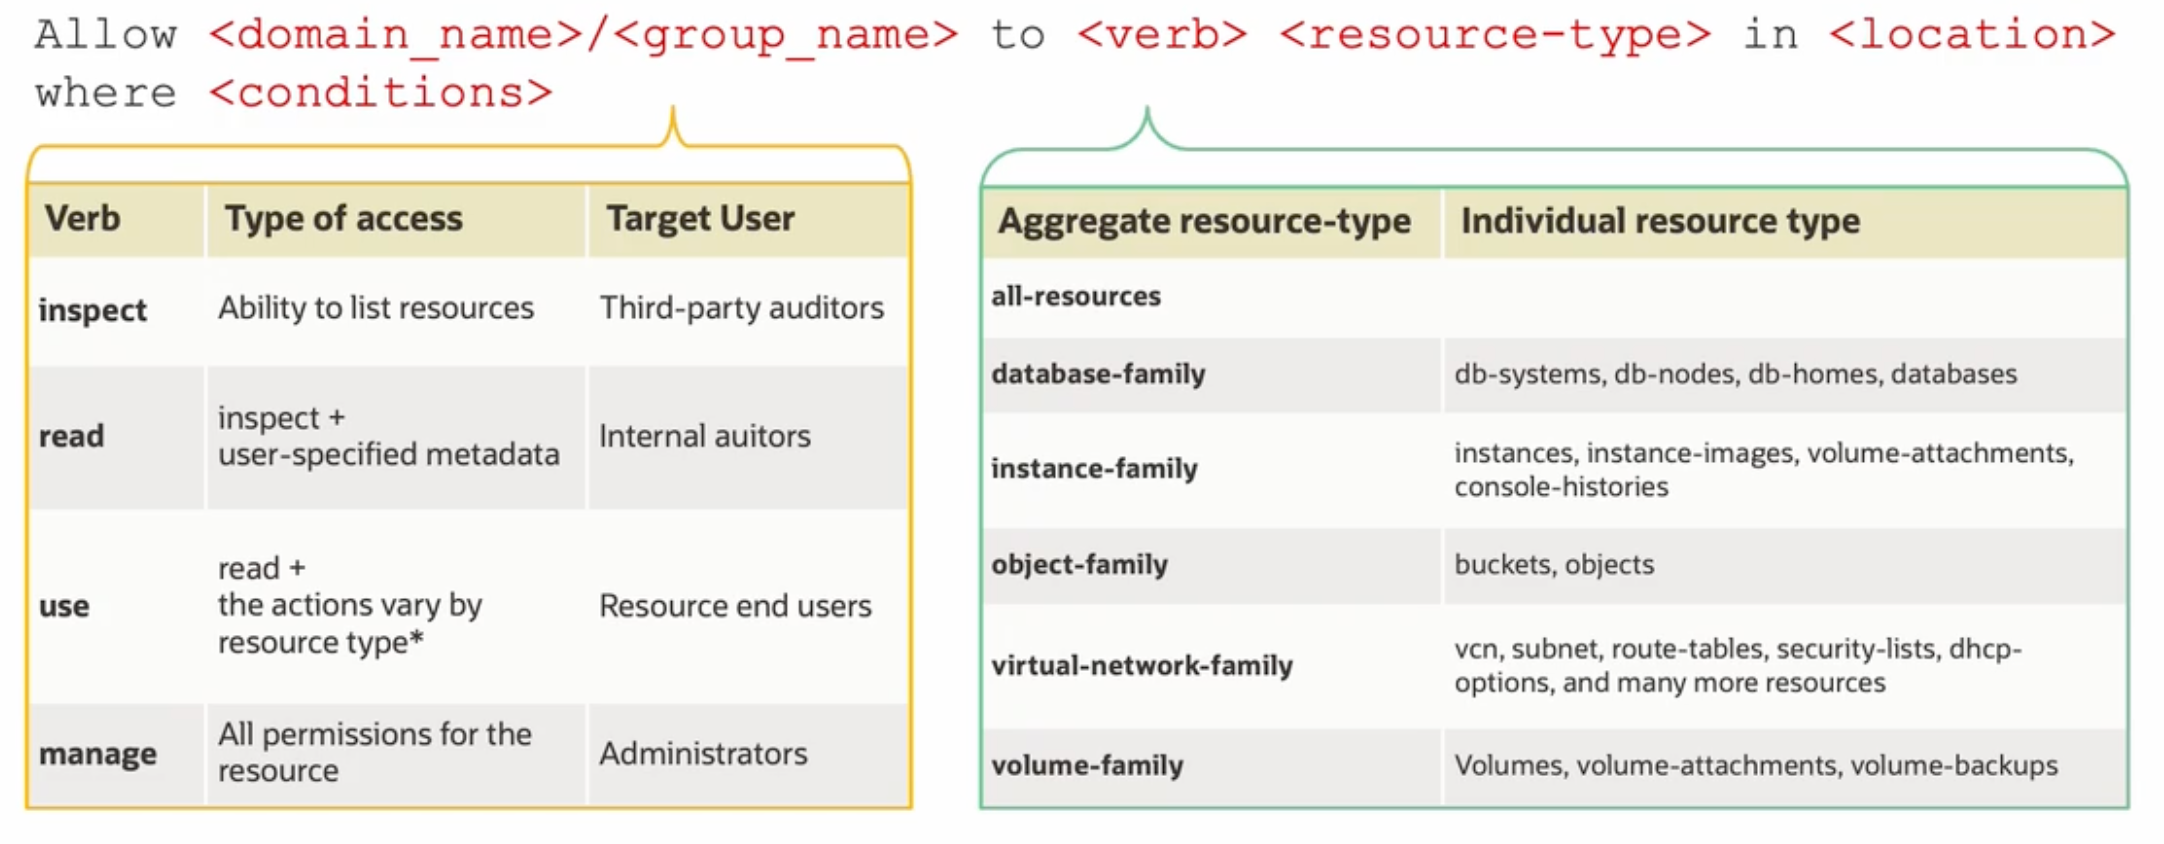 Allow <domain_name>/<group_name> to <verb> <resource-type> in <location>
where <conditions>
Verb Type of access Target User
inspect Ability to list resources Third-party auditors
read inspect +
user-specified metadata Internal auitors
use read +
the actions vary by
resource type* Resource end users
manage All permissions for the
resource Administrators
Aggregate resource-type Individual resource type
all-resources
database-family db-systems, db-nodes, db-homes, databases
instance-family instances, instance-images, volume-attachments,
console-histories
object-family buckets, objects
virtual-network-family vcn, subnet, route-tables, security-lists, dhcp-
options, and many more resources
volume-family Volumes, volume-attachments, volume-backups